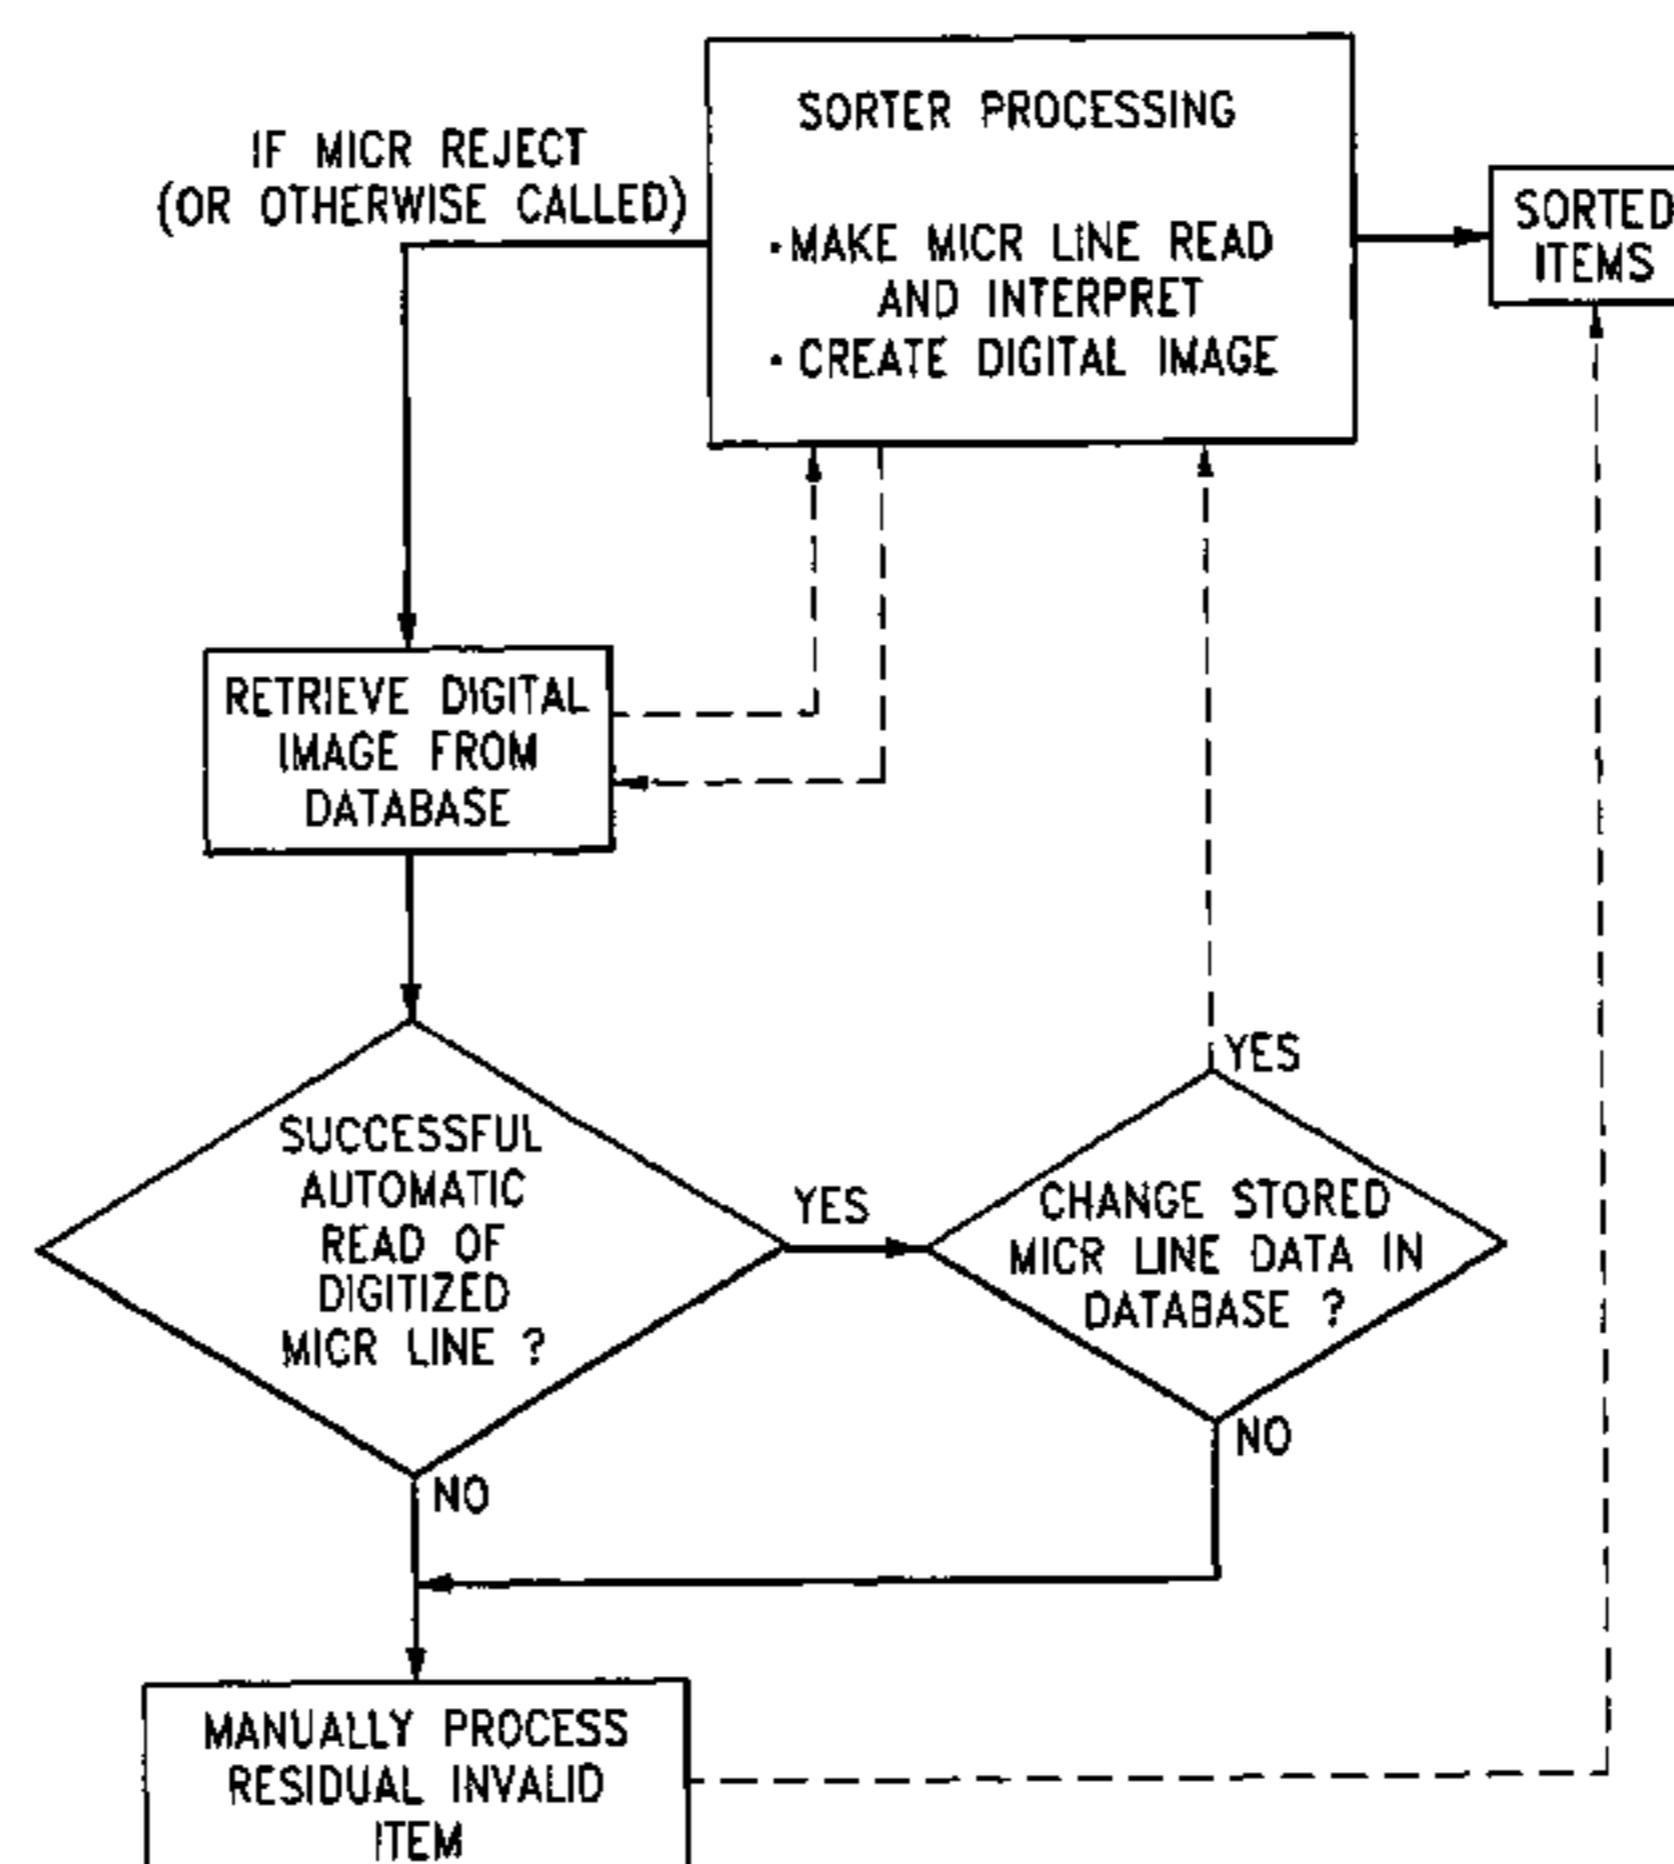 SORTER PROCESSING
IF MICR REJECT
(OR OTHERWISE CALLED)
•MAKE MICR LINE READ
AND INTERPRET
• CREATE DIGITAL IMAGE
SORTED
ITEMS
RETRIEVE DIGITAL
IMAGE FROM
DATABASE
SUCCESSFUL
AUTOMATIC
READ OF
DIGITIZED
MICR LINE ?
YES
CHANGE STORED
MICR LINE DATA IN
DATABASE ?
YES
NO
NO
MANUALLY PROCESS
RESIDUAL INVALID
ITEM